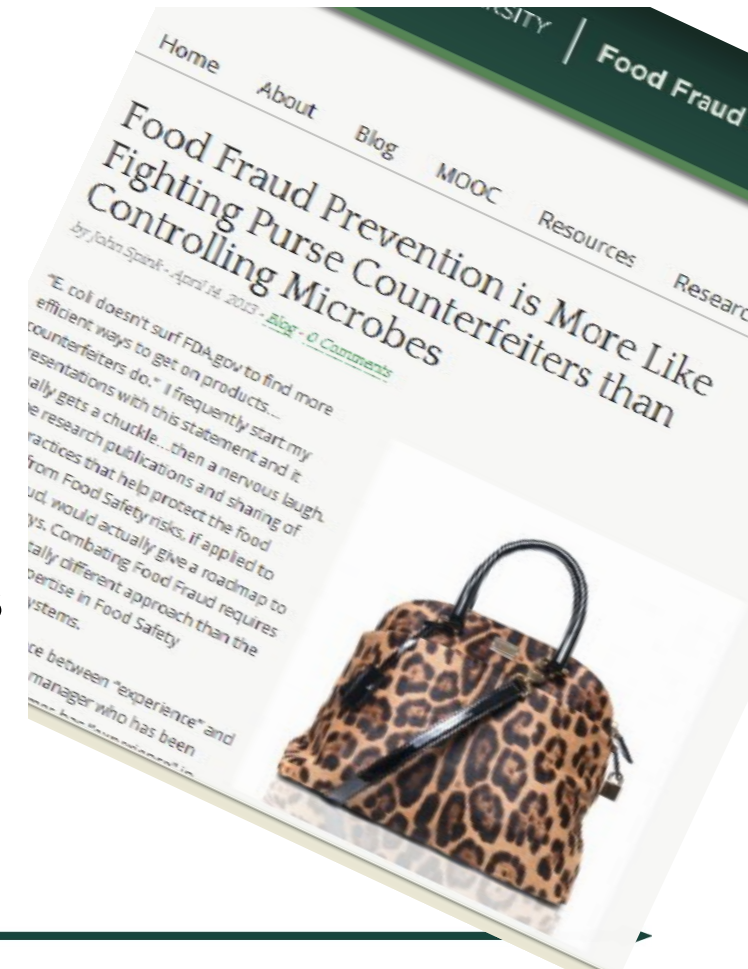 RSITY | Food Fraud
Home About Blog MOOC Resources Researc
Food Fraud Prevention is More Like
Fighting Purse Counterfeiters than
Controlling Microbes
by John Spink · April 14, 2013 · Blog · 0 Comments
"E. coli doesn't surf FDA.gov to find more
efficient ways to get on products...
counterfeiters do." I frequently start my
resentations with this statement and it
ally gets a chuckle...then a nervous laugh.
e research publications and sharing of
ractices that help protect the food
from Food Safety risks, if applied to
ud, would actually give a roadmap to
ys. Combating Food Fraud requires
tally different approach than the
pertise in Food Safety
ystems.
ce between "experience" and
manager who has been
"experience" in